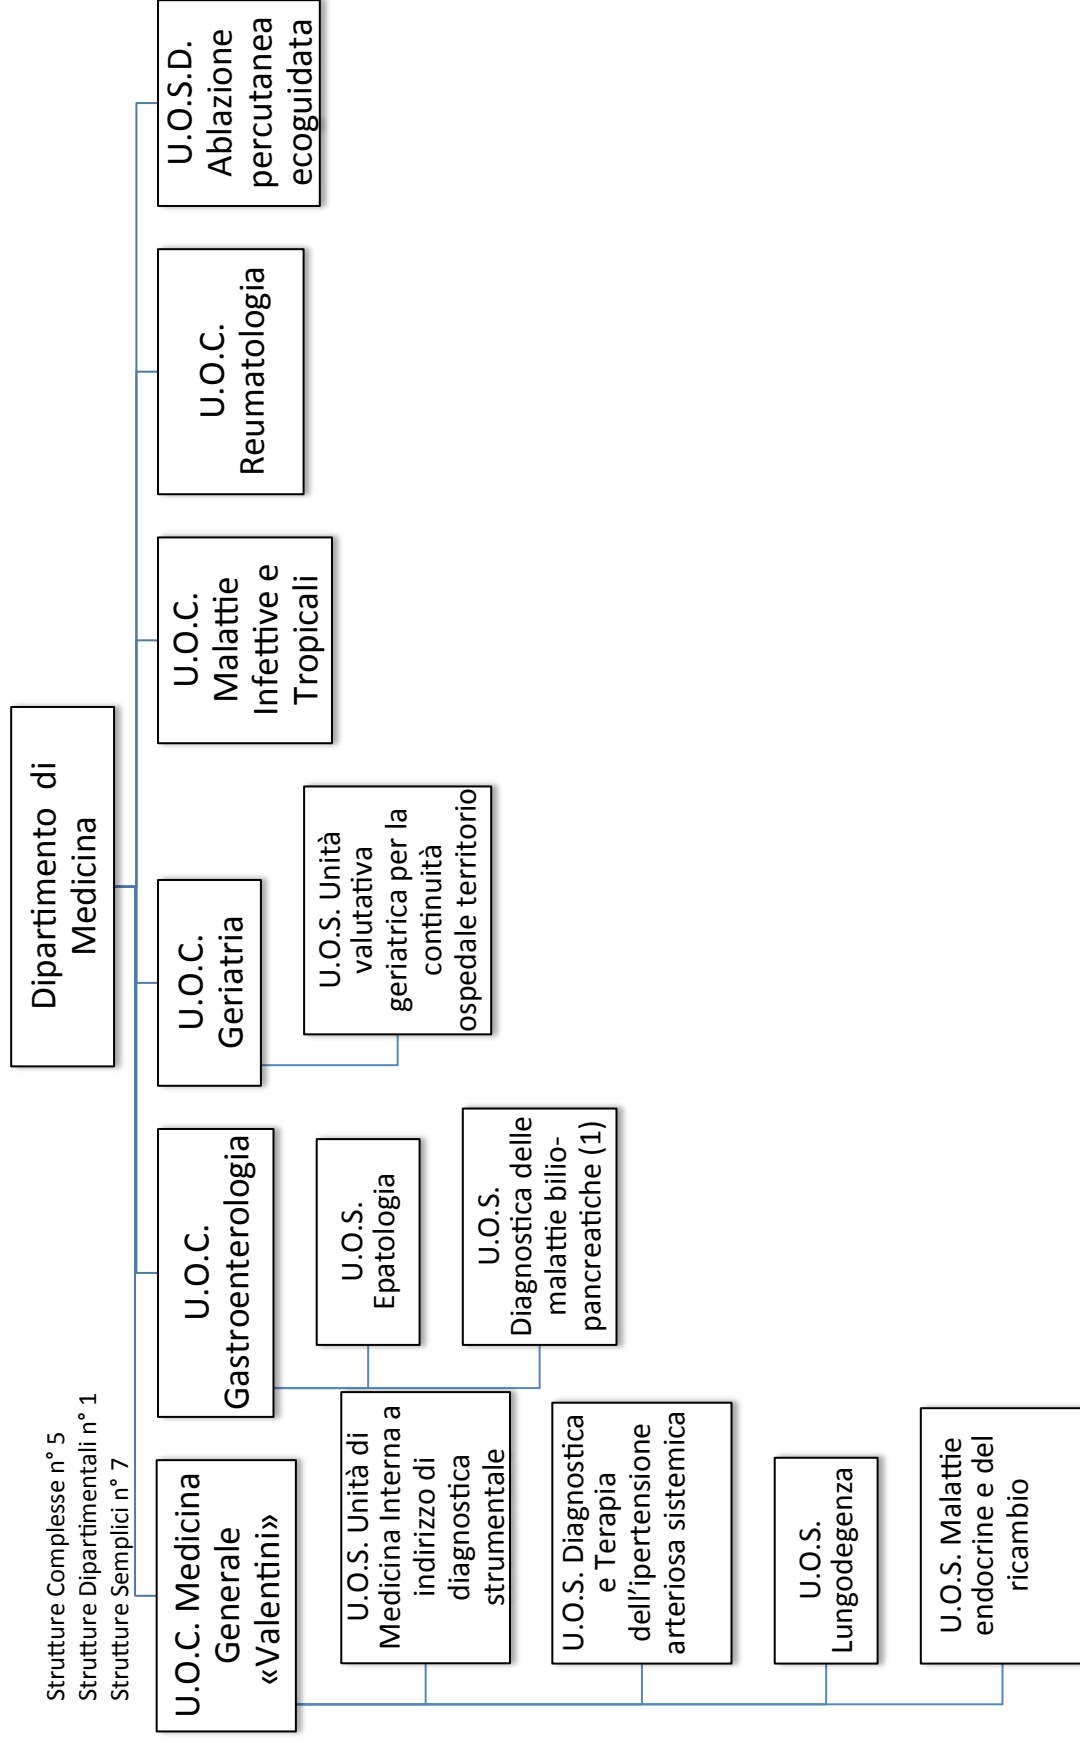 Dipartimento di
Medicina
Strutture Complesse n° 5
Strutture Dipartimentali n° 1
Strutture Semplici n° 7
U.O.C. Medicina
Generale
«Valentini»
U.O.S. Unità di
Medicina Interna a
indirizzo di
diagnostica
strumentale
U.O.S. Diagnostica
e Terapia
dell'ipertensione
arteriosa sistemica
U.O.S.
Lungodegenza
U.O.S. Malattie
endocrine e del
ricambio
U.O.C.
Gastroenterologia
U.O.S.
Epatologia
U.O.S.
Diagnostica delle
malattie bilio-
pancreatiche (1)
U.O.C.
Geriatria
U.O.S. Unità
valutativa
geriatrica per la
continuità
ospedale territorio
U.O.C.
Malattie
Infettive e
Tropicali
U.O.C.
Reumatologia
U.O.S.D.
Ablazione
percutanea
ecoguidata